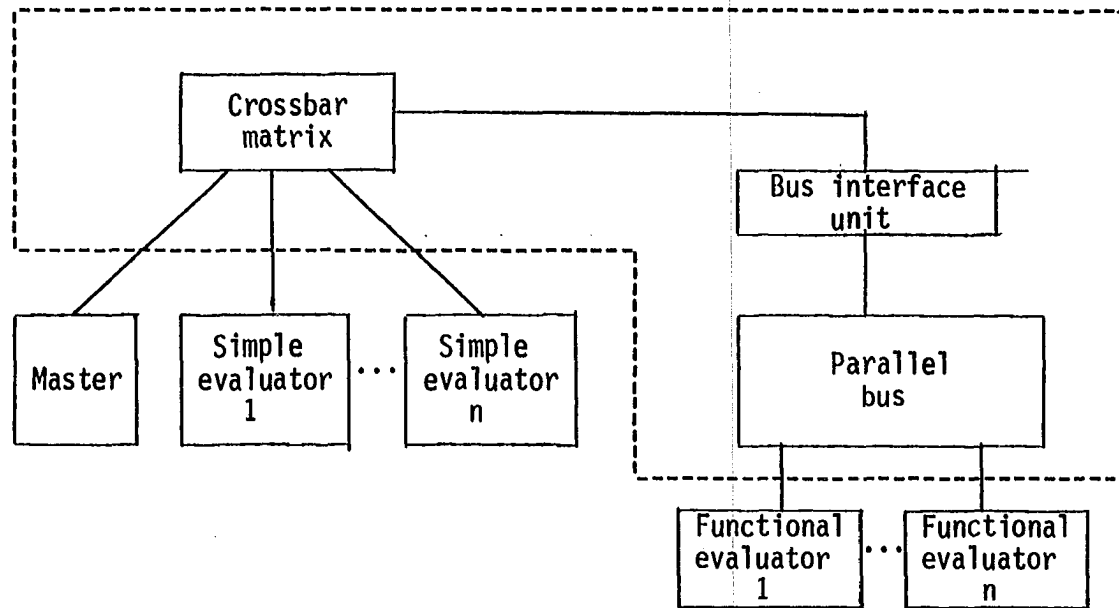 Crossbar
matrix
Bus interface
unit
Master
Simple
evaluator
1
...
Simple
evaluator
n
Parallel
bus
Functional
evaluator
1
...
Functional
evaluator
n